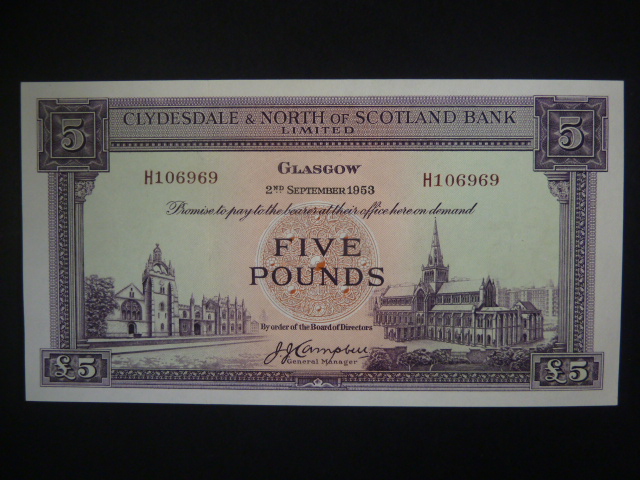 5 5
CLYDESDALE & NORTH OF SCOTLAND BANK
LIMITED
GLASGOW
H106969 H106969
2ND SEPTEMBER 1953
Promise to pay to the bearer at their office here on demand
FIVE
POUNDS
By order of the Board of Directors
J J Campbell
General Manager
£5 £5